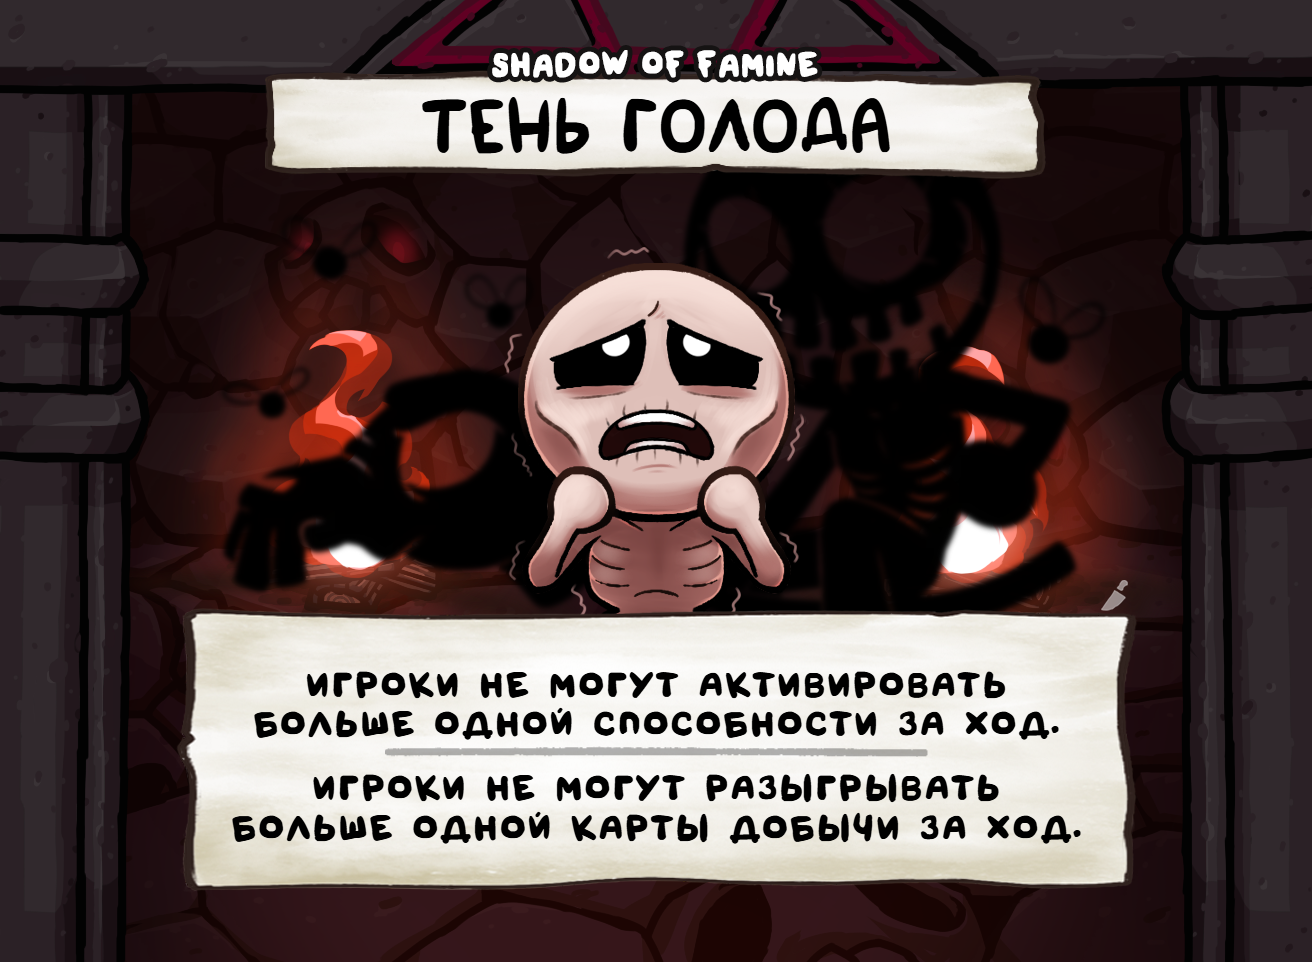 SHADOW OF FAMINE
ТЕНЬ ГОЛОДА
ИГРОКИ НЕ МОГУТ АКТИВИРОВАТЬ
БОЛЬШЕ ОДНОЙ СПОСОБНОСТИ ЗА ХОД.
ИГРОКИ НЕ МОГУТ РАЗЫГРЫВАТЬ
БОЛЬШЕ ОДНОЙ КАРТЫ ДОБЫЧИ ЗА ХОД.